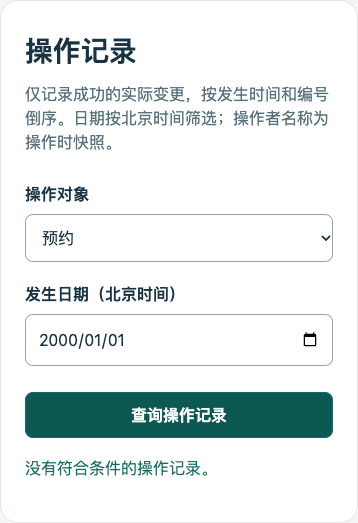 操作记录
仅记录成功的实际变更，按发生时间和编号
倒序。日期按北京时间筛选；操作者名称为
操作时快照。
操作对象
预约
发生日期（北京时间）
2000/01/01
查询操作记录
没有符合条件的操作记录。